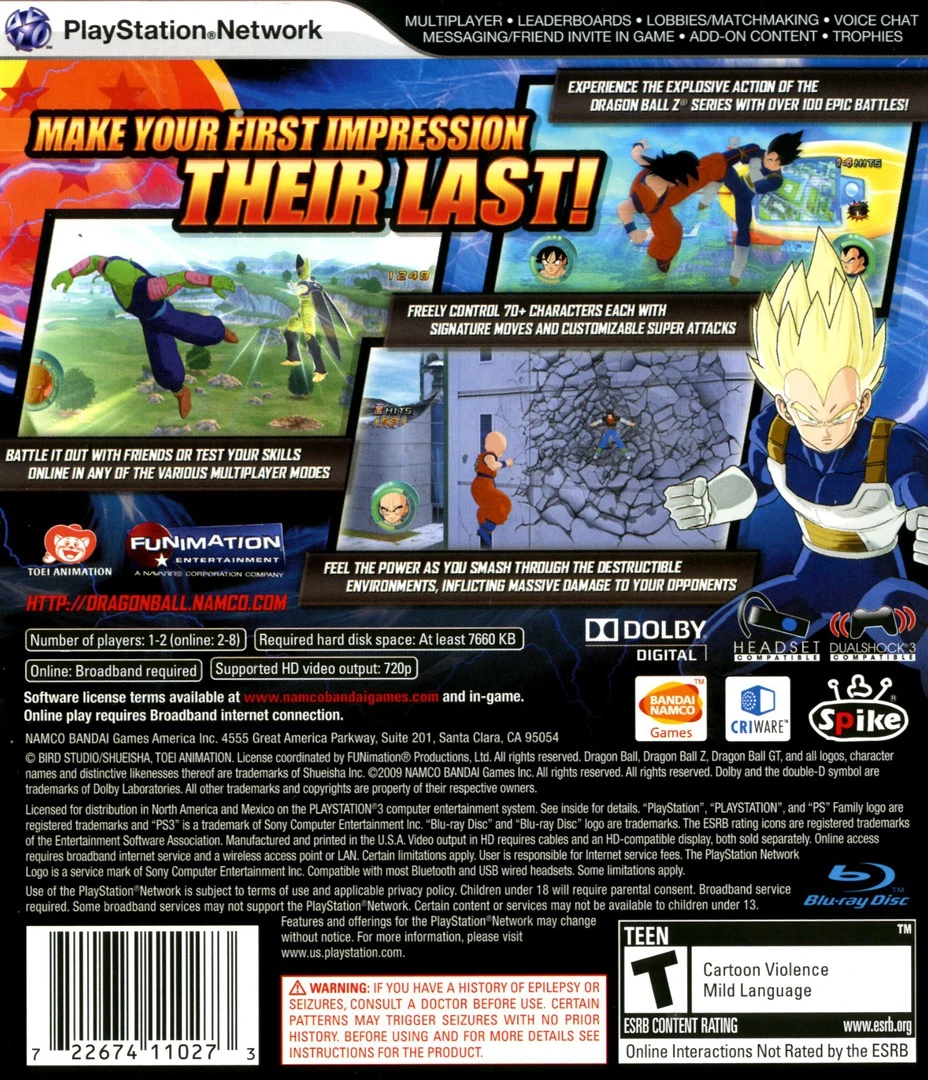 PlayStation®Network
MULTIPLAYER • LEADERBOARDS • LOBBIES/MATCHMAKING • VOICE CHAT
MESSAGING/FRIEND INVITE IN GAME • ADD-ON CONTENT • TROPHIES
EXPERIENCE THE EXPLOSIVE ACTION OF THE
DRAGON BALL Z® SERIES WITH OVER 100 EPIC BATTLES!
MAKE YOUR FIRST IMPRESSION
THEIR LAST!
14 HITS
1248
FREELY CONTROL 70+ CHARACTERS EACH WITH
SIGNATURE MOVES AND CUSTOMIZABLE SUPER ATTACKS
2 HITS
BATTLE IT OUT WITH FRIENDS OR TEST YOUR SKILLS
ONLINE IN ANY OF THE VARIOUS MULTIPLAYER MODES
TOEI ANIMATION
FUNIMATION
ENTERTAINMENT
A NAVARRE CORPORATION COMPANY
FEEL THE POWER AS YOU SMASH THROUGH THE DESTRUCTIBLE
ENVIRONMENTS, INFLICTING MASSIVE DAMAGE TO YOUR OPPONENTS
HTTP://DRAGONBALL.NAMCO.COM
Number of players: 1-2 (online: 2-8)
Required hard disk space: At least 7660 KB
Online: Broadband required
Supported HD video output: 720p
DOLBY
DIGITAL
HEADSET
COMPATIBLE
DUALSHOCK®3
COMPATIBLE
Software license terms available at www.namcobandaigames.com and in-game.
Online play requires Broadband internet connection.
BANDAI
NAMCO
Games
CRIWARE™
Spike®
NAMCO BANDAI Games America Inc. 4555 Great America Parkway, Suite 201, Santa Clara, CA 95054
© BIRD STUDIO/SHUEISHA, TOEI ANIMATION. License coordinated by FUNimation® Productions, Ltd. All rights reserved. Dragon Ball, Dragon Ball Z, Dragon Ball GT, and all logos, character
names and distinctive likenesses thereof are trademarks of Shueisha Inc. ©2009 NAMCO BANDAI Games Inc. All rights reserved. All rights reserved. Dolby and the double-D symbol are
trademarks of Dolby Laboratories. All other trademarks and copyrights are property of their respective owners.
Licensed for distribution in North America and Mexico on the PLAYSTATION®3 computer entertainment system. See inside for details. “PlayStation”, “PLAYSTATION”, and “PS” Family logo are
registered trademarks and “PS3” is a trademark of Sony Computer Entertainment Inc. “Blu-ray Disc” and “Blu-ray Disc” logo are trademarks. The ESRB rating icons are registered trademarks
of the Entertainment Software Association. Manufactured and printed in the U.S.A. Video output in HD requires cables and an HD-compatible display, both sold separately. Online access
requires broadband internet service and a wireless access point or LAN. Certain limitations apply. User is responsible for Internet service fees. The PlayStation Network
Logo is a service mark of Sony Computer Entertainment Inc. Compatible with most Bluetooth and USB wired headsets. Some limitations apply.
Use of the PlayStation®Network is subject to terms of use and applicable privacy policy. Children under 18 will require parental consent. Broadband service
required. Some broadband services may not support the PlayStation®Network. Certain content or services may not be available to children under 13.
Features and offerings for the PlayStation®Network may change
without notice. For more information, please visit
www.us.playstation.com.
Blu-ray Disc™
7 22674 11027 3
⚠ WARNING: IF YOU HAVE A HISTORY OF EPILEPSY OR
SEIZURES, CONSULT A DOCTOR BEFORE USE. CERTAIN
PATTERNS MAY TRIGGER SEIZURES WITH NO PRIOR
HISTORY. BEFORE USING AND FOR MORE DETAILS SEE
INSTRUCTIONS FOR THE PRODUCT.
TEEN ™
T
Cartoon Violence
Mild Language
ESRB CONTENT RATING www.esrb.org
Online Interactions Not Rated by the ESRB